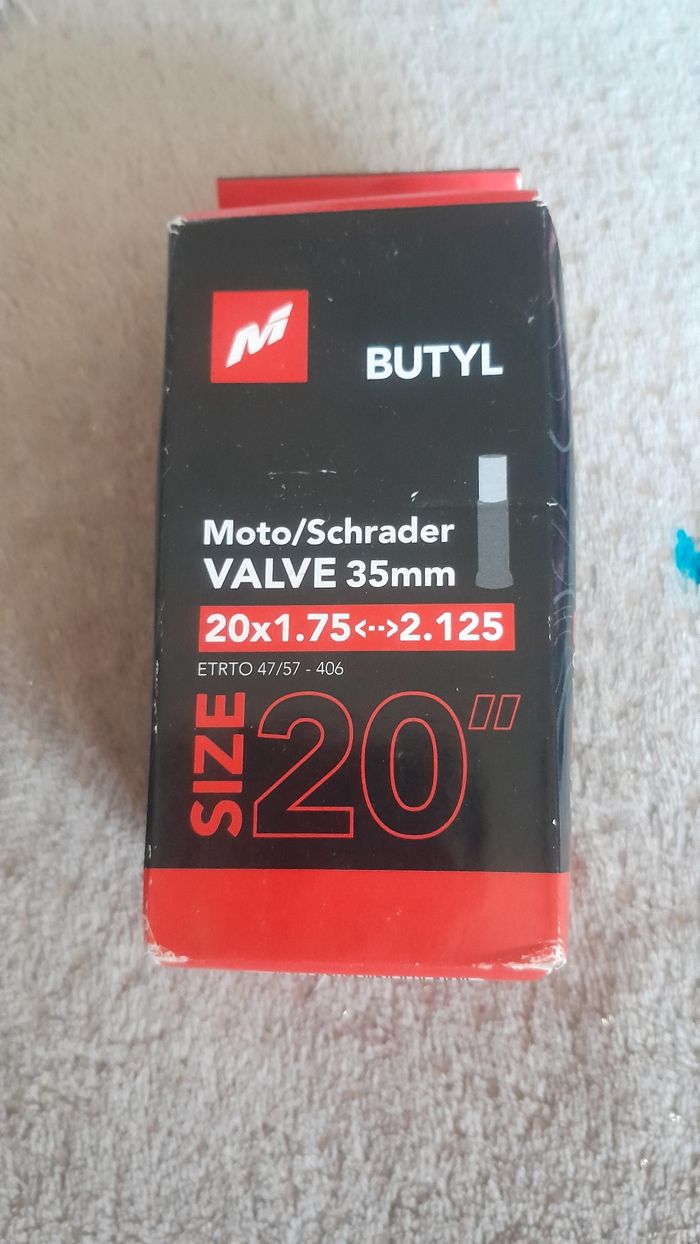 BUTYL
Moto/Schrader
VALVE 35mm
20x1.75<··>2.125
ETRTO 47/57 - 406
SIZE 20"